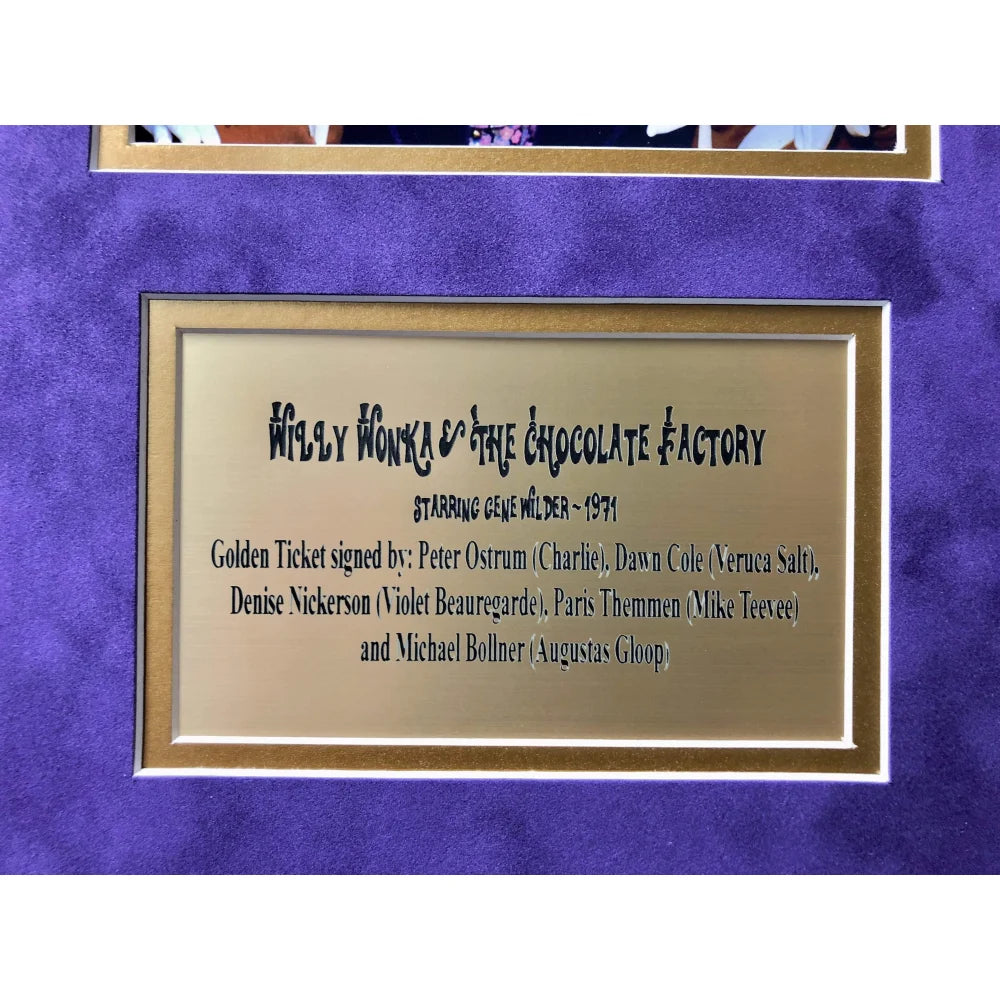 Willy Wonka & The Chocolate Factory
Starring Gene Wilder ~ 1971
Golden Ticket signed by: Peter Ostrum (Charlie), Dawn Cole (Veruca Salt),
Denise Nickerson (Violet Beauregarde), Paris Themmen (Mike Teevee)
and Michael Bollner (Augustas Gloop)